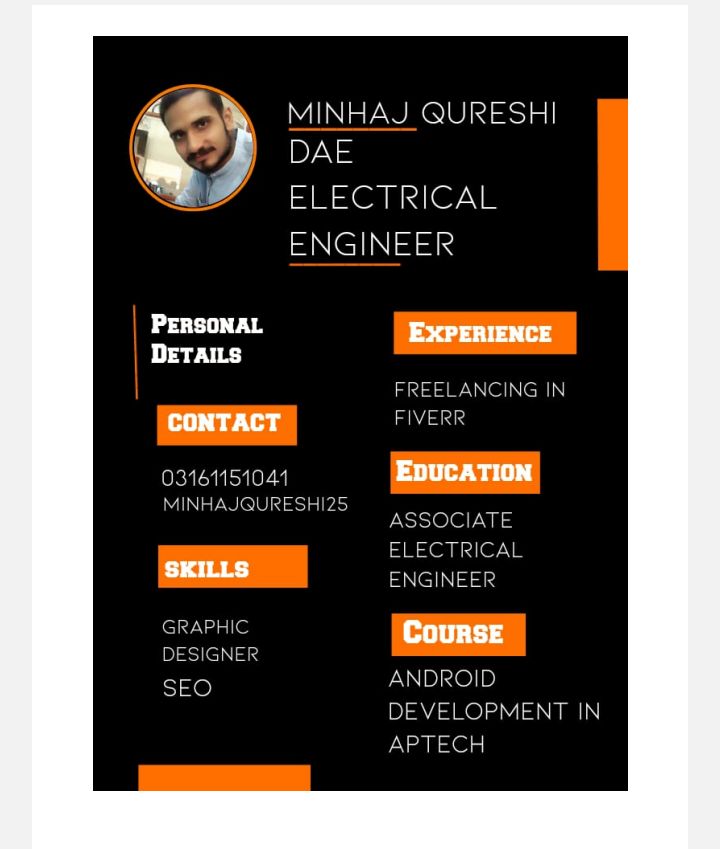 MINHAJ QURESHI
DAE
ELECTRICAL
ENGINEER
PERSONAL
DETAILS
CONTACT
03161151041
MINHAJQURESHI25
SKILLS
GRAPHIC
DESIGNER
SEO
EXPERIENCE
FREELANCING IN
FIVERR
EDUCATION
ASSOCIATE
ELECTRICAL
ENGINEER
COURSE
ANDROID
DEVELOPMENT IN
APTECH